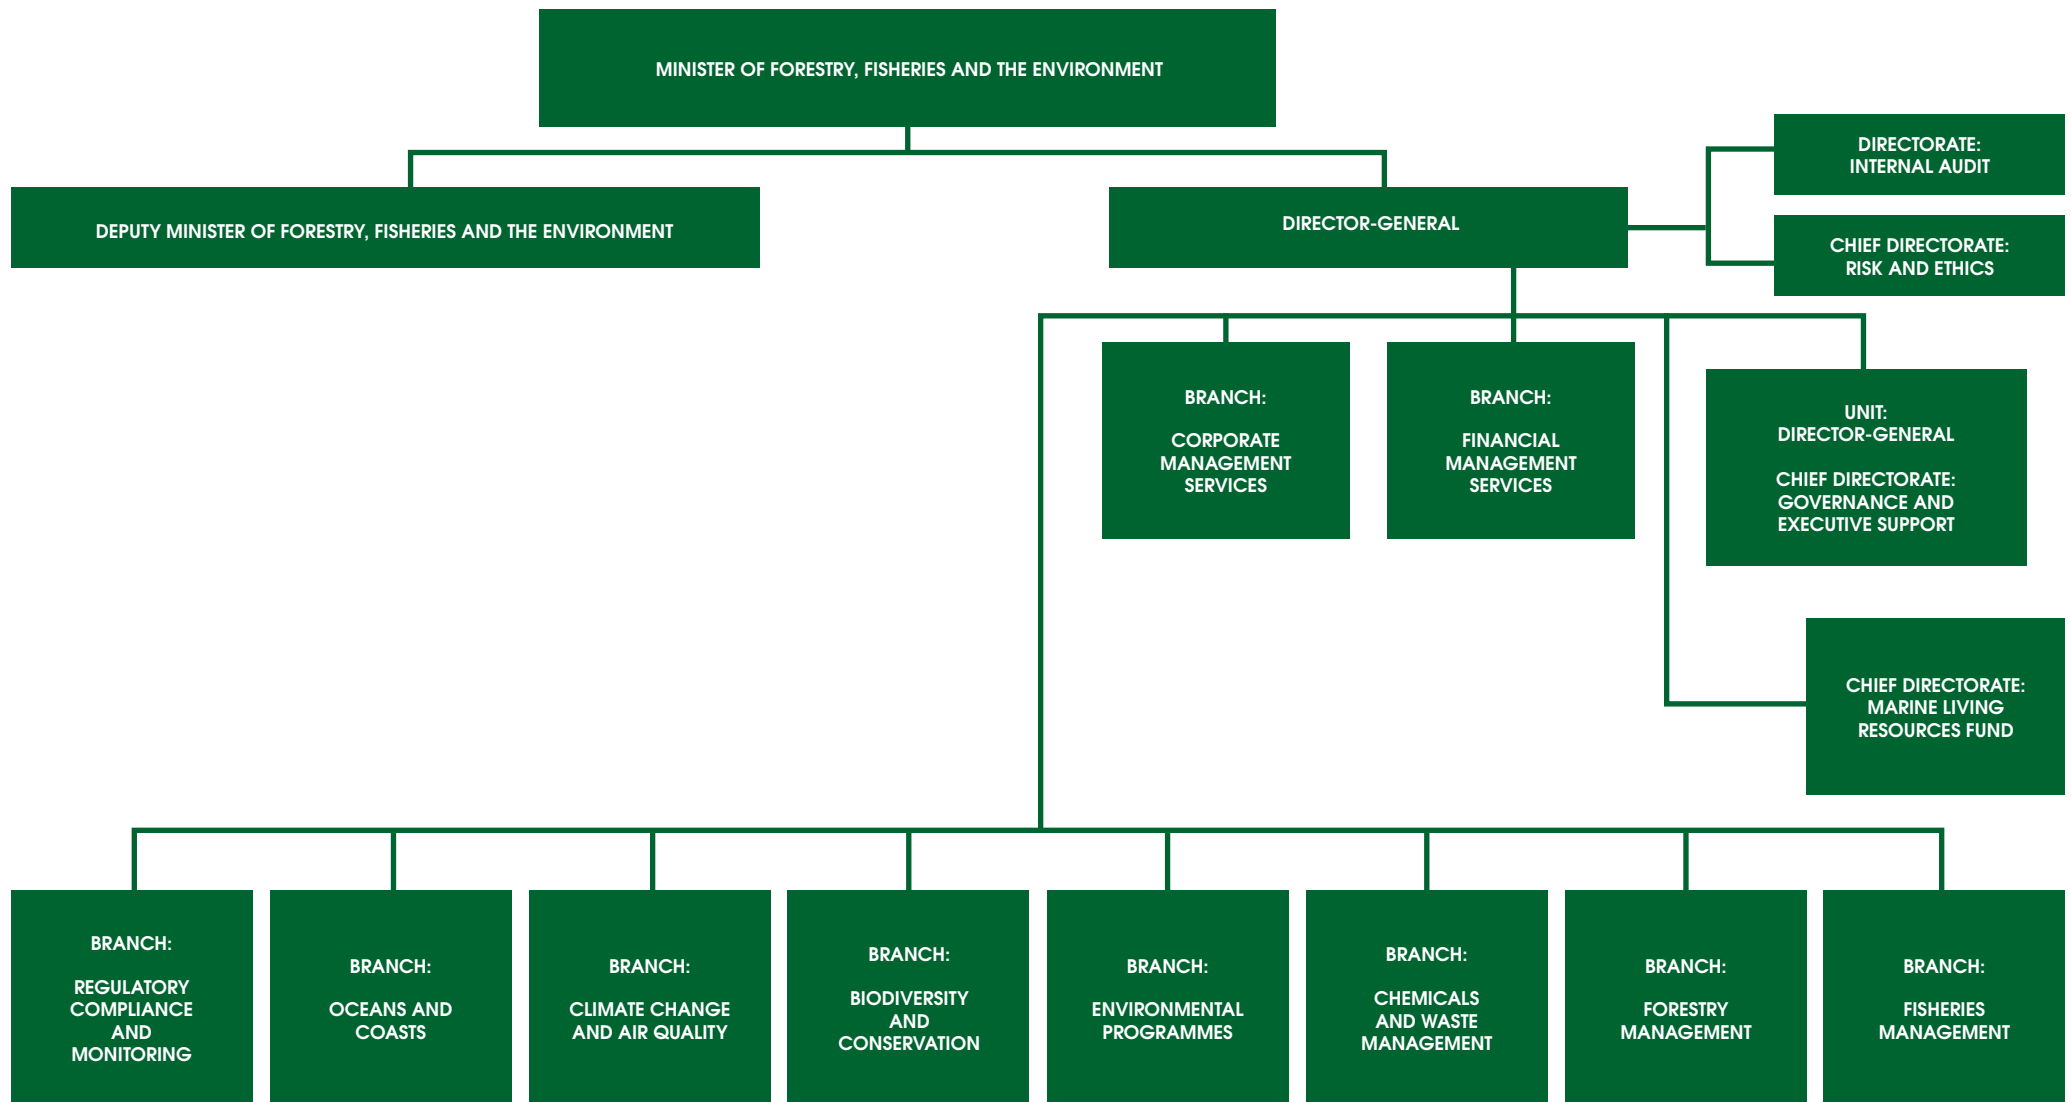 MINISTER OF FORESTRY, FISHERIES AND THE ENVIRONMENT
DEPUTY MINISTER OF FORESTRY, FISHERIES AND THE ENVIRONMENT
DIRECTOR-GENERAL
DIRECTORATE:
INTERNAL AUDIT
CHIEF DIRECTORATE:
RISK AND ETHICS
BRANCH:
CORPORATE
MANAGEMENT
SERVICES
BRANCH:
FINANCIAL
MANAGEMENT
SERVICES
UNIT:
DIRECTOR-GENERAL
CHIEF DIRECTORATE:
GOVERNANCE AND
EXECUTIVE SUPPORT
CHIEF DIRECTORATE:
MARINE LIVING
RESOURCES FUND
BRANCH:
REGULATORY
COMPLIANCE
AND
MONITORING
BRANCH:
OCEANS AND
COASTS
BRANCH:
CLIMATE CHANGE
AND AIR QUALITY
BRANCH:
BIODIVERSITY
AND
CONSERVATION
BRANCH:
ENVIRONMENTAL
PROGRAMMES
BRANCH:
CHEMICALS
AND WASTE
MANAGEMENT
BRANCH:
FORESTRY
MANAGEMENT
BRANCH:
FISHERIES
MANAGEMENT